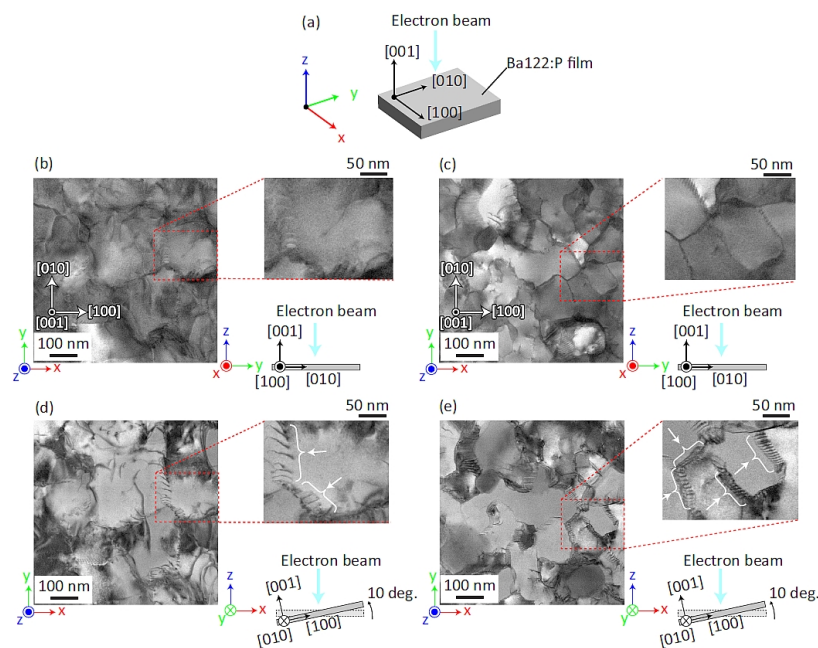 (a)
Electron beam
[001]
z
[010]
Ba122:P film
y
[100]
x
(b)
50 nm
(c)
50 nm
[010]
[100]
[001]
100 nm
y
z
x
Electron beam
z
[001]
x
y
[100]
[010]
[010]
[100]
[001]
100 nm
y
z
x
Electron beam
z
[001]
x
y
[100]
[010]
(d)
50 nm
(e)
50 nm
100 nm
y
z
x
Electron beam
z
[001]
10 deg.
y
x
[010]
[100]
100 nm
y
z
x
Electron beam
z
[001]
10 deg.
y
x
[010]
[100]